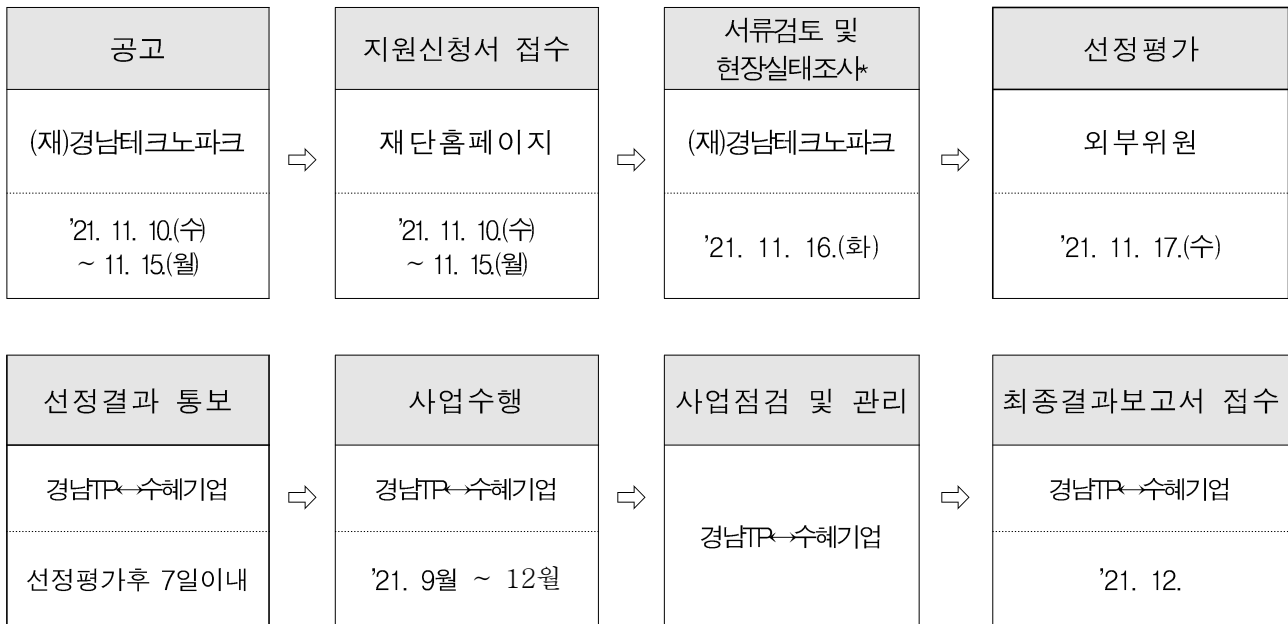 공고
지원신청서 접수
서류검토 및
현장실태조사*
선정평가
(재)경남테크노파크
재단홈페이지
(재)경남테크노파크
외부위원
'21. 11. 10.(수)
~ 11. 15.(월)
'21. 11. 10.(수)
~ 11. 15.(월)
'21. 11. 16.(화)
'21. 11. 17.(수)
선정결과 통보
사업수행
사업점검 및 관리
최종결과보고서 접수
경남TP↔수혜기업
경남TP↔수혜기업
경남TP↔수혜기업
경남TP↔수혜기업
선정평가후 7일이내
'21. 9월 ~ 12월
'21. 12.